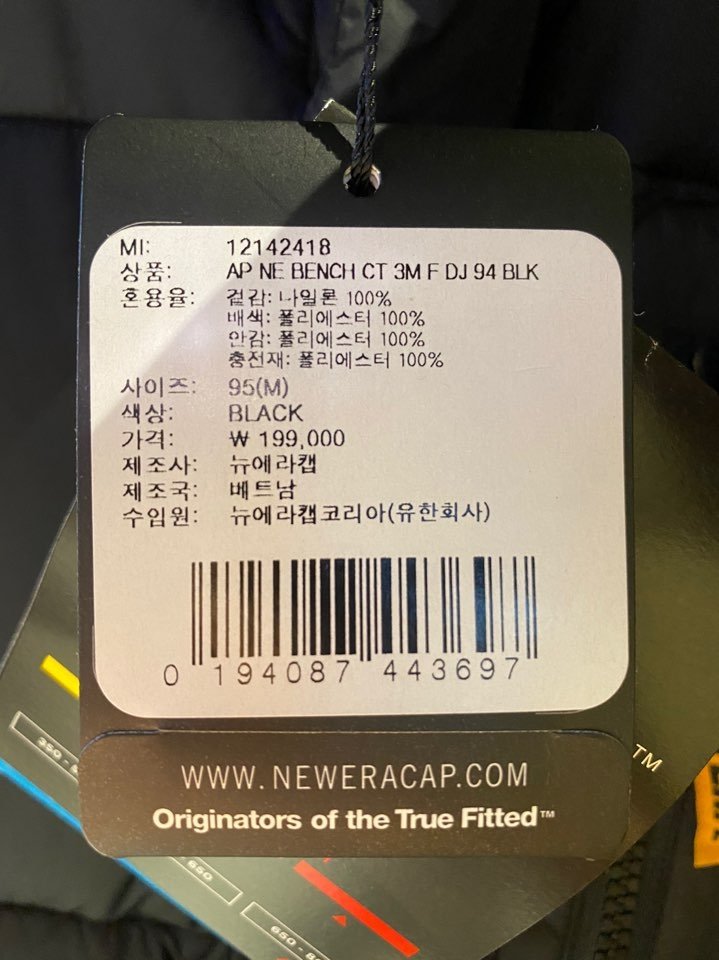 MI: 12142418
상품: AP NE BENCH CT 3M F DJ 94 BLK
혼용율: 겉감: 나일론 100%
배색: 폴리에스터 100%
안감: 폴리에스터 100%
충전재: 폴리에스터 100%
사이즈: 95(M)
색상: BLACK
가격: ₩ 199,000
제조사: 뉴에라캡
제조국: 베트남
수입원: 뉴에라캡코리아(유한회사)
0 194087 443697
WWW.NEWERACAP.COM
Originators of the True Fitted™
TM
650